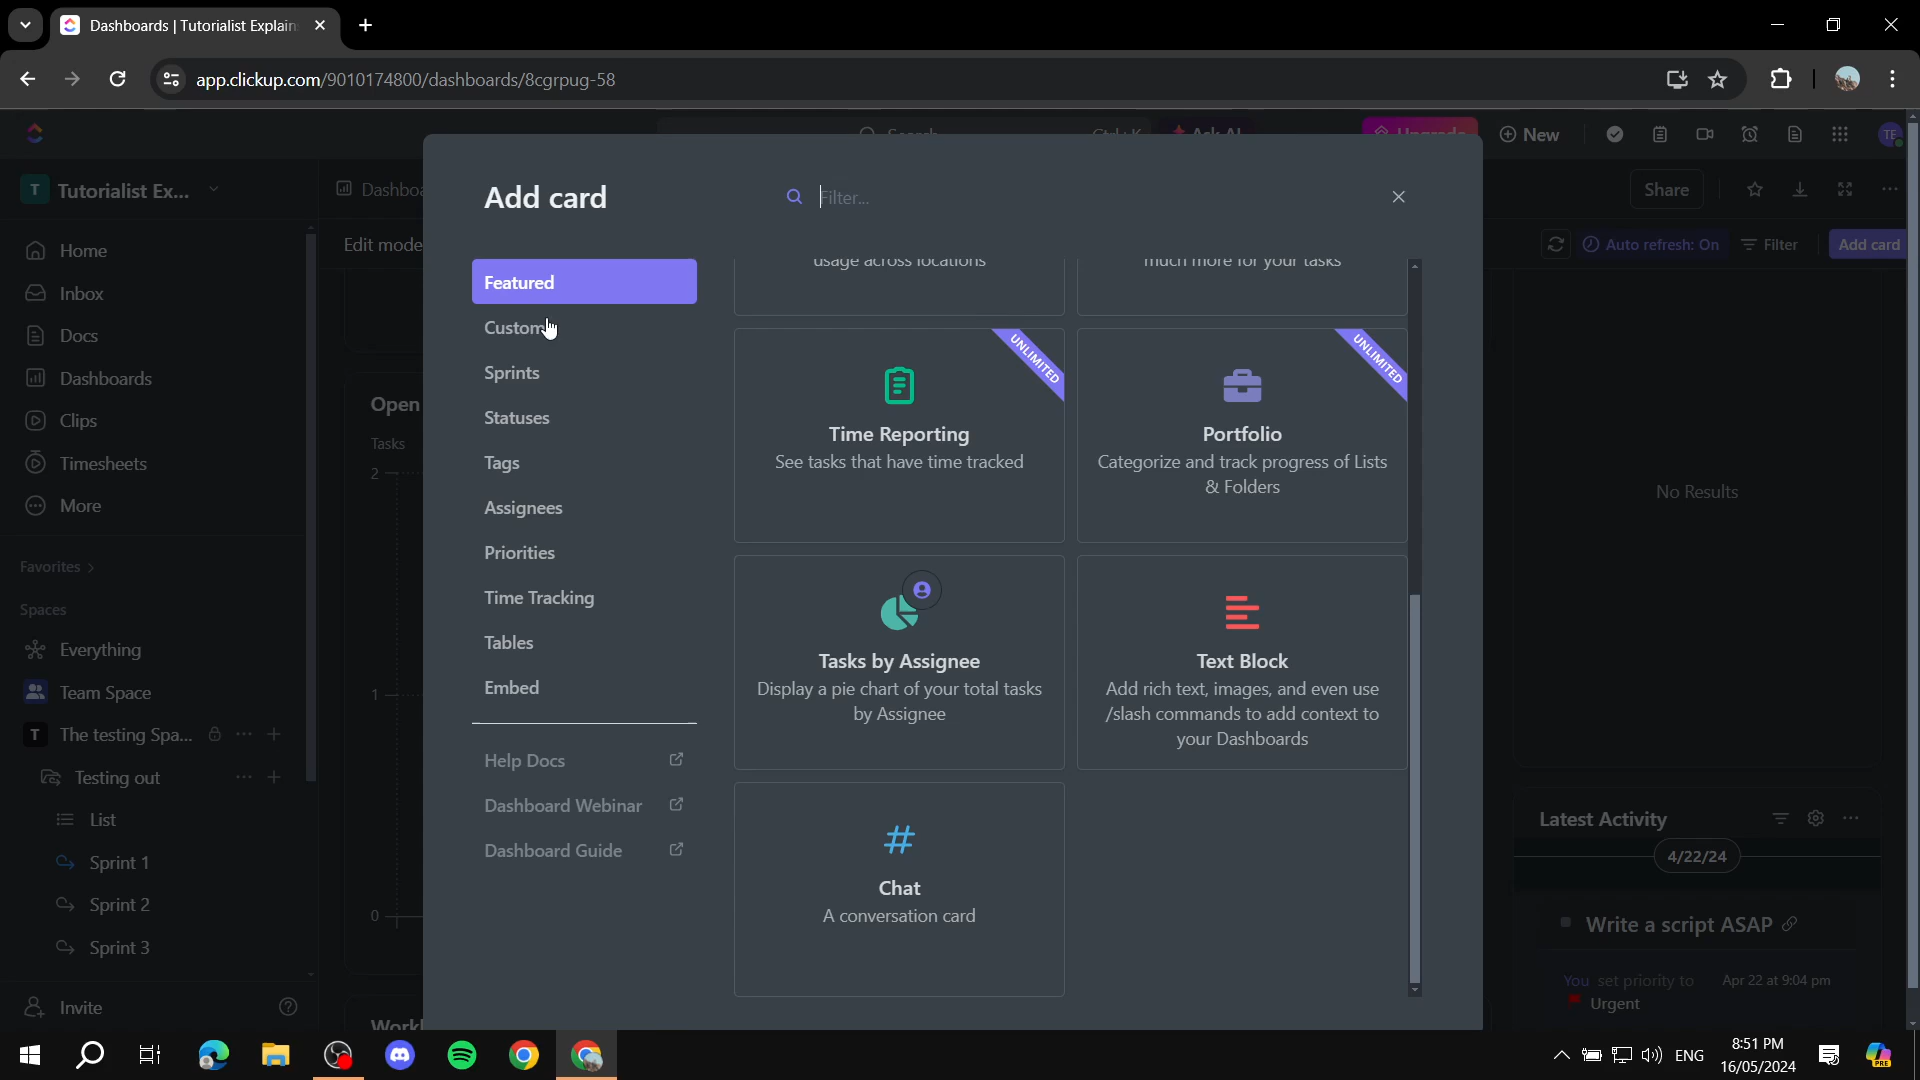 Dashboards | Tutorialist Explain
app.clickup.com/9010174800/dashboards/8cgrpug-58
Search
Ctrl+K
Ask AI
Upgrade
New
TE
T Tutorialist Ex...
Dashboa
Share
Edit mode
Auto refresh: On
Filter
Add card
Home
Inbox
Docs
Dashboards
Clips
Timesheets
More
Favorites
Spaces
Everything
Team Space
T The testing Spa...
Testing out
List
Sprint 1
Sprint 2
Sprint 3
Invite
Open
Tasks
2
1
0
Add card
Filter...
Featured
Custom
Sprints
Statuses
Tags
Assignees
Priorities
Time Tracking
Tables
Embed
Help Docs
Dashboard Webinar
Dashboard Guide
usage across locations
much more for your tasks
UNLIMITED
Time Reporting
See tasks that have time tracked
UNLIMITED
Portfolio
Categorize and track progress of Lists
& Folders
Tasks by Assignee
Display a pie chart of your total tasks
by Assignee
Text Block
Add rich text, images, and even use
/slash commands to add context to
your Dashboards
#
Chat
A conversation card
No Results
Latest Activity
4/22/24
Write a script ASAP
You set priority to
Apr 22 at 9:04 pm
Urgent
ENG
8:51 PM
16/05/2024
PRE